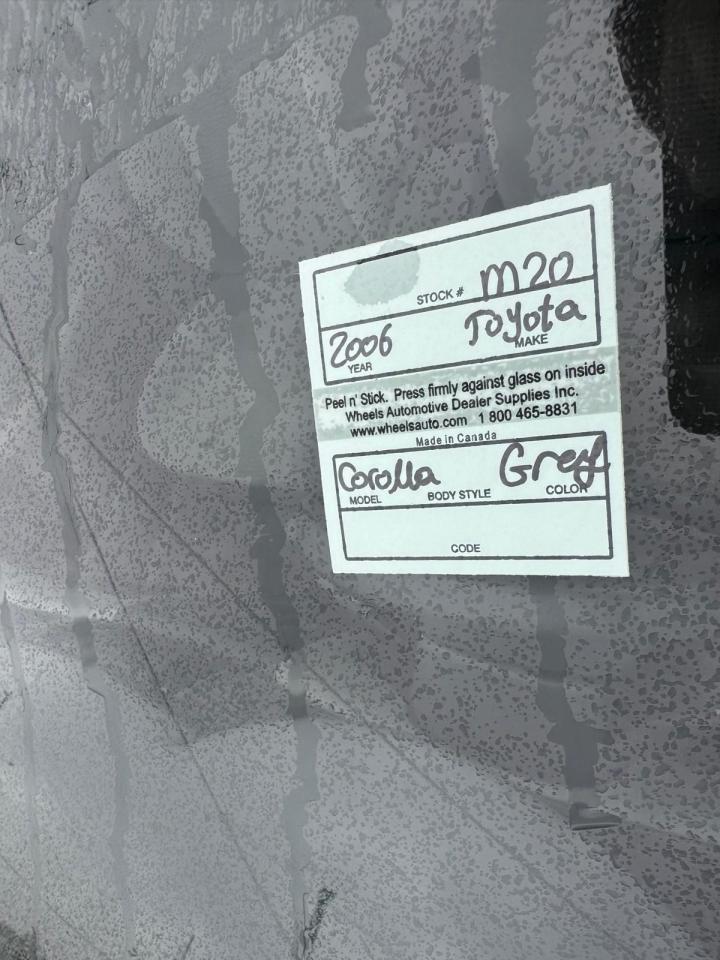 STOCK # M20
2006 Toyota
YEAR MAKE
Peel n' Stick. Press firmly against glass on inside
Wheels Automotive Dealer Supplies Inc.
www.wheelsauto.com 1 800 465-8831
Made in Canada
Corolla Grey
MODEL BODY STYLE COLOR
CODE